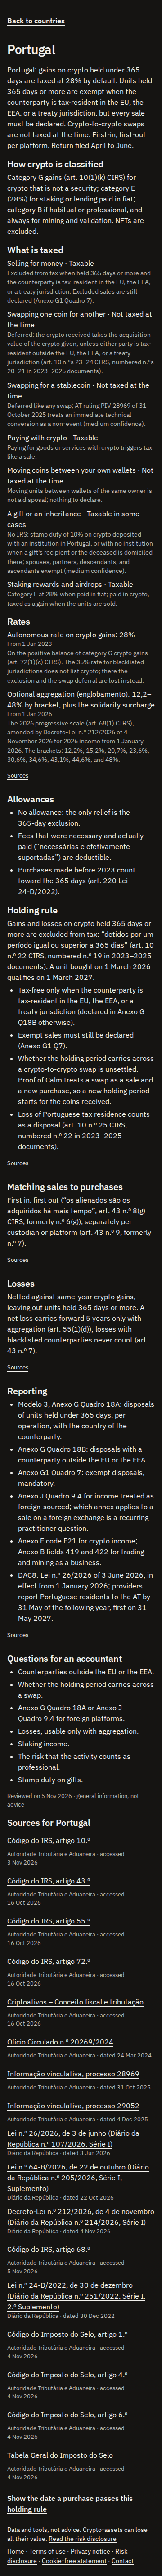 Back to countries
Portugal
Portugal: gains on crypto held under 365
days are taxed at 28% by default. Units held
365 days or more are exempt when the
counterparty is tax-resident in the EU, the
EEA, or a treaty jurisdiction, but every sale
must be declared. Crypto-to-crypto swaps
are not taxed at the time. First-in, first-out
per platform. Return filed April to June.
How crypto is classified
Category G gains (art. 10(1)(k) CIRS) for
crypto that is not a security; category E
(28%) for staking or lending paid in fiat;
category B if habitual or professional, and
always for mining and validation. NFTs are
excluded.
What is taxed
Selling for money · Taxable
Excluded from tax when held 365 days or more and
the counterparty is tax-resident in the EU, the EEA,
or a treaty jurisdiction. Excluded sales are still
declared (Anexo G1 Quadro 7).
Swapping one coin for another · Not taxed at
the time
Deferred: the crypto received takes the acquisition
value of the crypto given, unless either party is tax-
resident outside the EU, the EEA, or a treaty
jurisdiction (art. 10 n.ºs 23–24 CIRS, numbered n.ºs
20–21 in 2023–2025 documents).
Swapping for a stablecoin · Not taxed at the
time
Deferred like any swap; AT ruling PIV 28969 of 31
October 2025 treats an immediate technical
conversion as a non-event (medium confidence).
Paying with crypto · Taxable
Paying for goods or services with crypto triggers tax
like a sale.
Moving coins between your own wallets · Not
taxed at the time
Moving units between wallets of the same owner is
not a disposal; nothing to declare.
A gift or an inheritance · Taxable in some
cases
No IRS; stamp duty of 10% on crypto deposited
with an institution in Portugal, or with no institution
when a gift's recipient or the deceased is domiciled
there; spouses, partners, descendants, and
ascendants exempt (medium confidence).
Staking rewards and airdrops · Taxable
Category E at 28% when paid in fiat; paid in crypto,
taxed as a gain when the units are sold.
Rates
Autonomous rate on crypto gains: 28%
From 1 Jan 2023
On the positive balance of category G crypto gains
(art. 72(1)(c) CIRS). The 35% rate for blacklisted
jurisdictions does not list crypto; there the
exclusion and the swap deferral are lost instead.
Optional aggregation (englobamento): 12,2–
48% by bracket, plus the solidarity surcharge
From 1 Jan 2026
The 2026 progressive scale (art. 68(1) CIRS),
amended by Decreto-Lei n.º 212/2026 of 4
November 2026 for 2026 income from 1 January
2026. The brackets: 12,2%, 15,2%, 20,7%, 23,6%,
30,6%, 34,6%, 43,1%, 44,6%, and 48%.
Sources
Allowances
• No allowance: the only relief is the
365-day exclusion.
• Fees that were necessary and actually
paid (“necessárias e efetivamente
suportadas”) are deductible.
• Purchases made before 2023 count
toward the 365 days (art. 220 Lei
24-D/2022).
Holding rule
Gains and losses on crypto held 365 days or
more are excluded from tax: “detidos por um
período igual ou superior a 365 dias” (art. 10
n.º 22 CIRS, numbered n.º 19 in 2023–2025
documents). A unit bought on 1 March 2026
qualifies on 1 March 2027.
• Tax-free only when the counterparty is
tax-resident in the EU, the EEA, or a
treaty jurisdiction (declared in Anexo G
Q18B otherwise).
• Exempt sales must still be declared
(Anexo G1 Q7).
• Whether the holding period carries across
a crypto-to-crypto swap is unsettled.
Proof of Calm treats a swap as a sale and
a new purchase, so a new holding period
starts for the coins received.
• Loss of Portuguese tax residence counts
as a disposal (art. 10 n.º 25 CIRS,
numbered n.º 22 in 2023–2025
documents).
Sources
Matching sales to purchases
First in, first out (“os alienados são os
adquiridos há mais tempo”, art. 43 n.º 8(g)
CIRS, formerly n.º 6(g)), separately per
custodian or platform (art. 43 n.º 9, formerly
n.º 7).
Sources
Losses
Netted against same-year crypto gains,
leaving out units held 365 days or more. A
net loss carries forward 5 years only with
aggregation (art. 55(1)(d)); losses with
blacklisted counterparties never count (art.
43 n.º 7).
Sources
Reporting
• Modelo 3, Anexo G Quadro 18A: disposals
of units held under 365 days, per
operation, with the country of the
counterparty.
• Anexo G Quadro 18B: disposals with a
counterparty outside the EU or the EEA.
• Anexo G1 Quadro 7: exempt disposals,
mandatory.
• Anexo J Quadro 9.4 for income treated as
foreign-sourced; which annex applies to a
sale on a foreign exchange is a recurring
practitioner question.
• Anexo E code E21 for crypto income;
Anexo B fields 419 and 422 for trading
and mining as a business.
• DAC8: Lei n.º 26/2026 of 3 June 2026, in
effect from 1 January 2026; providers
report Portuguese residents to the AT by
31 May of the following year, first on 31
May 2027.
Sources
Questions for an accountant
• Counterparties outside the EU or the EEA.
• Whether the holding period carries across
a swap.
• Anexo G Quadro 18A or Anexo J
Quadro 9.4 for foreign platforms.
• Losses, usable only with aggregation.
• Staking income.
• The risk that the activity counts as
professional.
• Stamp duty on gifts.
Reviewed on 5 Nov 2026 · general information, not
advice
Sources for Portugal
Código do IRS, artigo 10.º
Autoridade Tributária e Aduaneira · accessed
3 Nov 2026
Código do IRS, artigo 43.º
Autoridade Tributária e Aduaneira · accessed
16 Oct 2026
Código do IRS, artigo 55.º
Autoridade Tributária e Aduaneira · accessed
16 Oct 2026
Código do IRS, artigo 72.º
Autoridade Tributária e Aduaneira · accessed
16 Oct 2026
Criptoativos – Conceito fiscal e tributação
Autoridade Tributária e Aduaneira · accessed
16 Oct 2026
Ofício Circulado n.º 20269/2024
Autoridade Tributária e Aduaneira · dated 24 Mar 2024
Informação vinculativa, processo 28969
Autoridade Tributária e Aduaneira · dated 31 Oct 2025
Informação vinculativa, processo 29052
Autoridade Tributária e Aduaneira · dated 4 Dec 2025
Lei n.º 26/2026, de 3 de junho (Diário da
República n.º 107/2026, Série I)
Diário da República · dated 3 Jun 2026
Lei n.º 64-B/2026, de 22 de outubro (Diário
da República n.º 205/2026, Série I,
Suplemento)
Diário da República · dated 22 Oct 2026
Decreto-Lei n.º 212/2026, de 4 de novembro
(Diário da República n.º 214/2026, Série I)
Diário da República · dated 4 Nov 2026
Código do IRS, artigo 68.º
Autoridade Tributária e Aduaneira · accessed
5 Nov 2026
Lei n.º 24-D/2022, de 30 de dezembro
(Diário da República n.º 251/2022, Série I,
2.º Suplemento)
Diário da República · dated 30 Dec 2022
Código do Imposto do Selo, artigo 1.º
Autoridade Tributária e Aduaneira · accessed
4 Nov 2026
Código do Imposto do Selo, artigo 4.º
Autoridade Tributária e Aduaneira · accessed
4 Nov 2026
Código do Imposto do Selo, artigo 6.º
Autoridade Tributária e Aduaneira · accessed
4 Nov 2026
Tabela Geral do Imposto do Selo
Autoridade Tributária e Aduaneira · accessed
4 Nov 2026
Show the date a purchase passes this
holding rule
Data and tools, not advice. Crypto-assets can lose
all their value. Read the risk disclosure
Home · Terms of use · Privacy notice · Risk
disclosure · Cookie-free statement · Contact